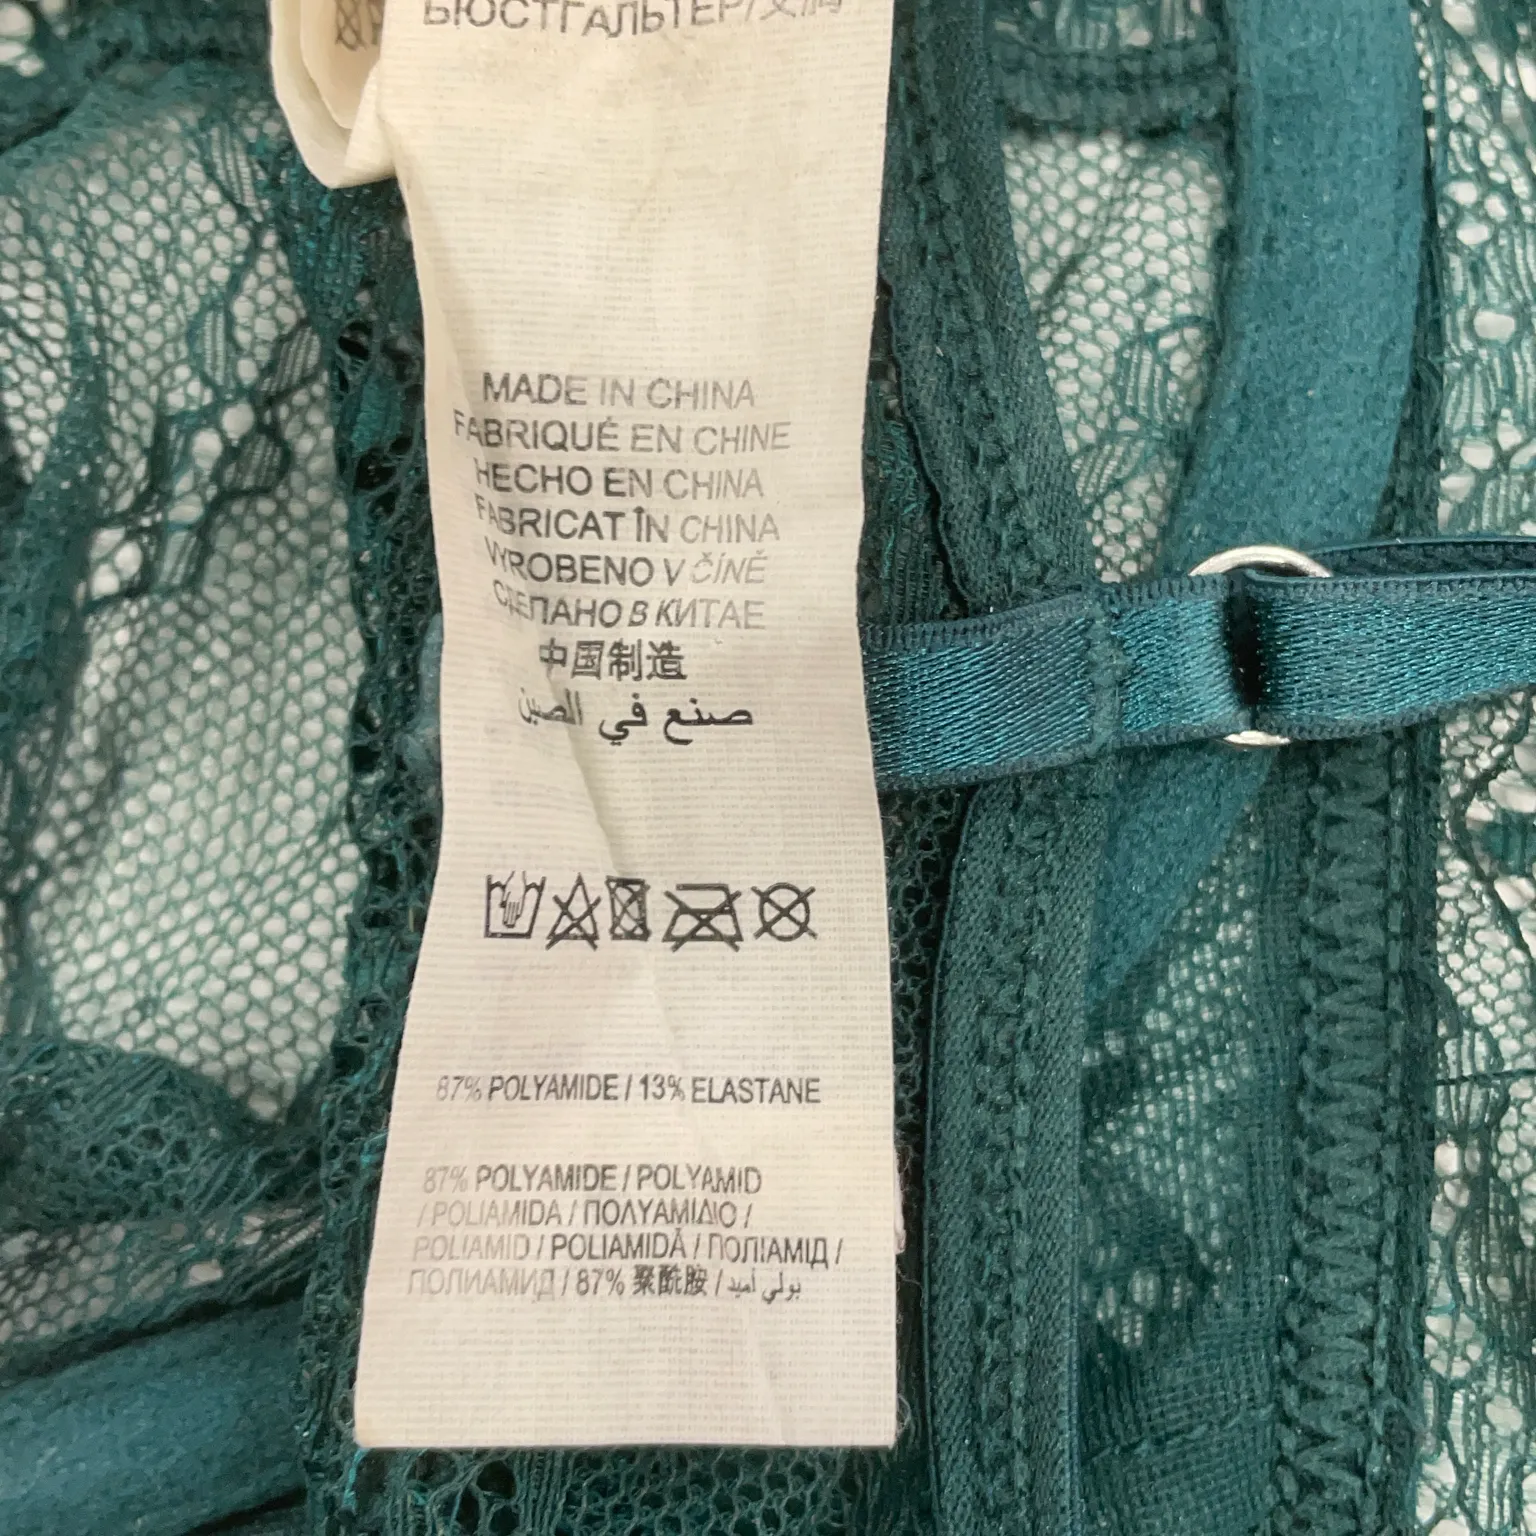 БЮСТГАЛЬТЕР/文胸
MADE IN CHINA
FABRIQUÉ EN CHINE
HECHO EN CHINA
FABRICAT ÎN CHINA
VYROBENO V ČÍNĚ
СДЕЛАНО В КИТАЕ
中国制造
صنع في الصين
87% POLYAMIDE / 13% ELASTANE
87% POLYAMIDE / POLYAMID
/ POLIAMIDA / ΠΟΛΥΑΜΙΔΙΟ /
POLIAMID / POLIAMIDĂ / ПОЛІАМІД /
ПОЛИАМИД / 87% 聚酰胺 / بولي أميد